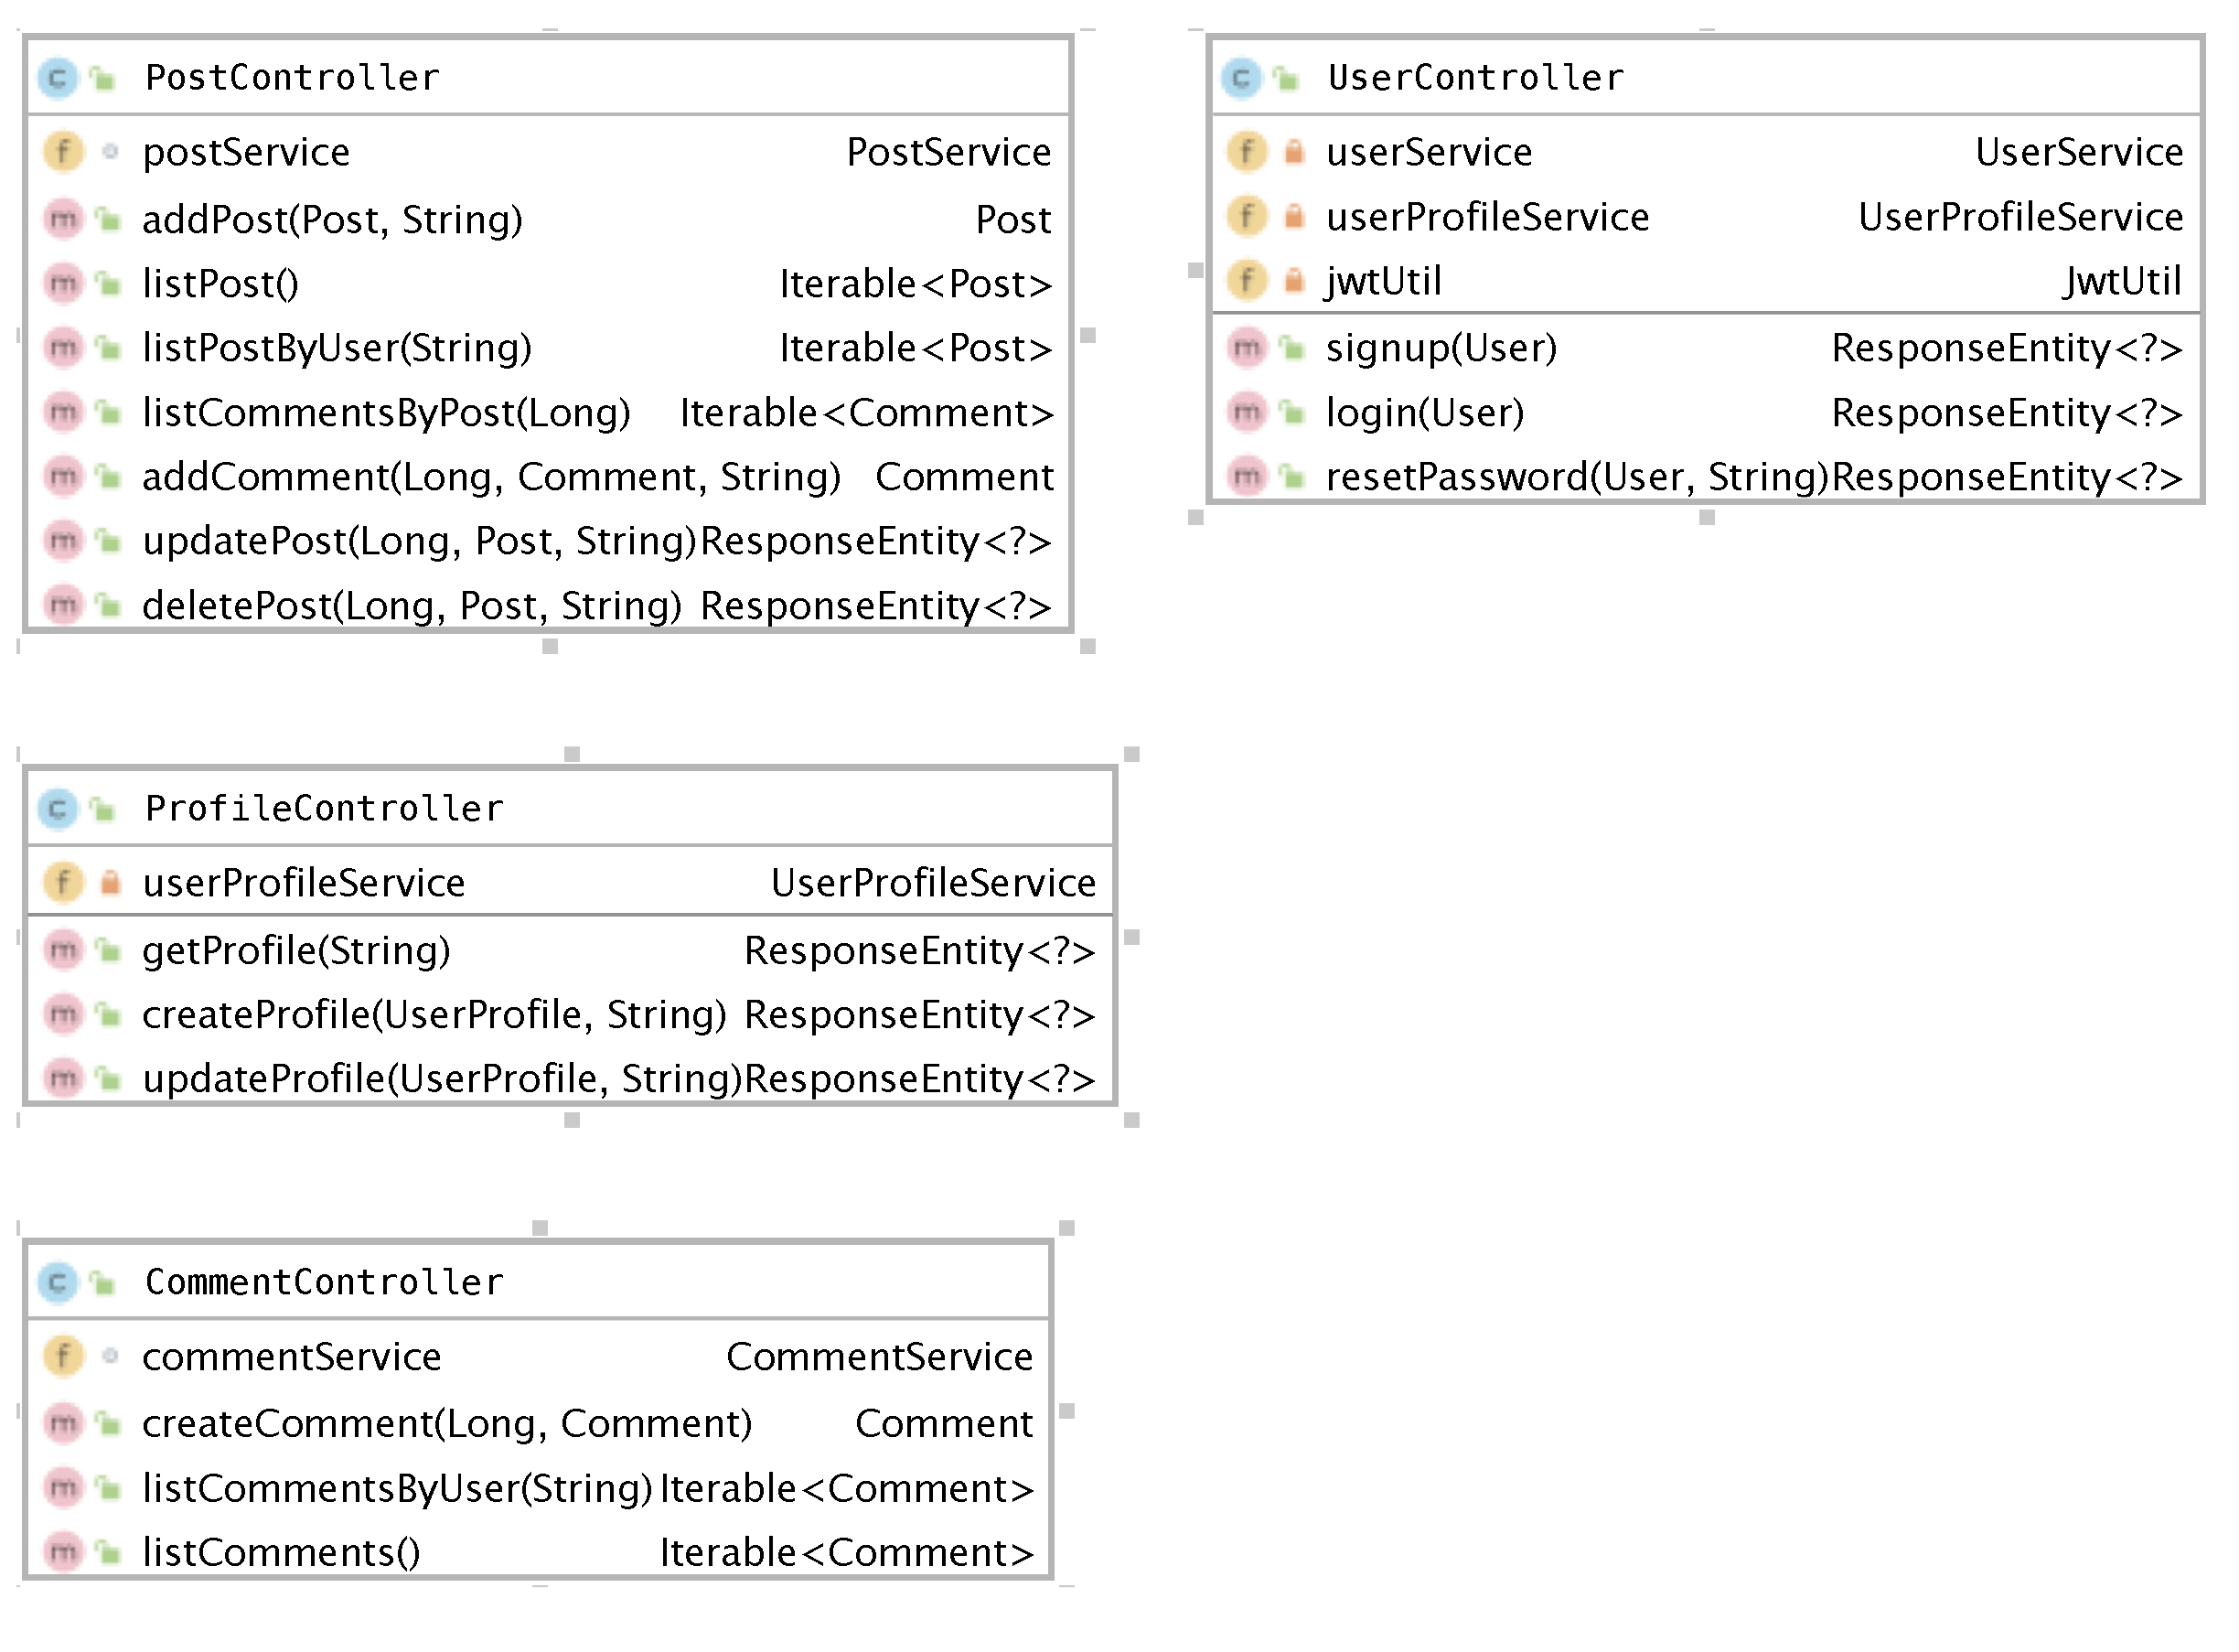 PostController
postService PostService
addPost(Post, String) Post
listPost() Iterable<Post>
listPostByUser(String) Iterable<Post>
listCommentsByPost(Long) Iterable<Comment>
addComment(Long, Comment, String) Comment
updatePost(Long, Post, String) ResponseEntity<?>
deletePost(Long, Post, String) ResponseEntity<?>
UserController
userService UserService
userProfileService UserProfileService
jwtUtil JwtUtil
signup(User) ResponseEntity<?>
login(User) ResponseEntity<?>
resetPassword(User, String) ResponseEntity<?>
ProfileController
userProfileService UserProfileService
getProfile(String) ResponseEntity<?>
createProfile(UserProfile, String) ResponseEntity<?>
updateProfile(UserProfile, String) ResponseEntity<?>
CommentController
commentService CommentService
createComment(Long, Comment) Comment
listCommentsByUser(String) Iterable<Comment>
listComments() Iterable<Comment>